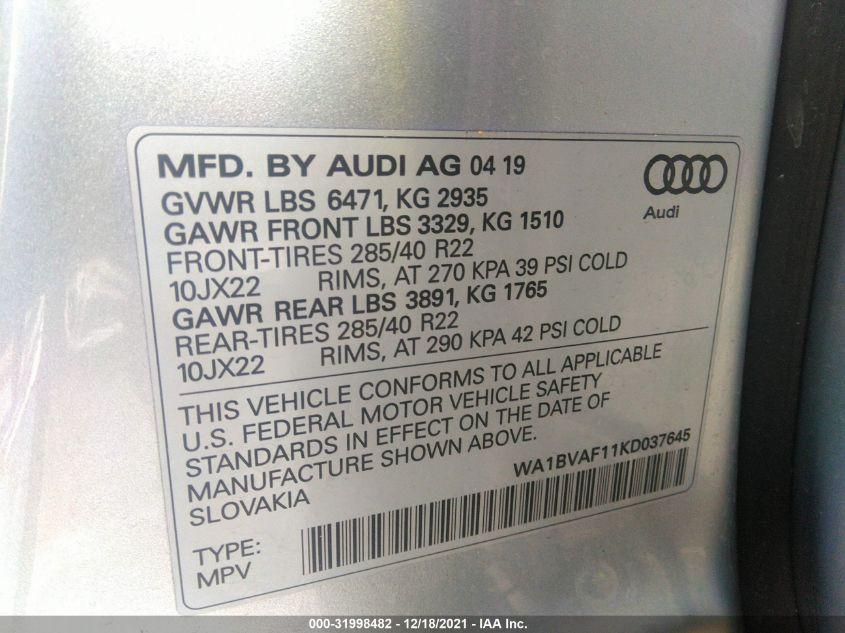 MFD. BY AUDI AG 04 19
Audi
GVWR LBS 6471, KG 2935
GAWR FRONT LBS 3329, KG 1510
FRONT-TIRES 285/40 R22
10JX22 RIMS, AT 270 KPA 39 PSI COLD
GAWR REAR LBS 3891, KG 1765
REAR-TIRES 285/40 R22
10JX22 RIMS, AT 290 KPA 42 PSI COLD
THIS VEHICLE CONFORMS TO ALL APPLICABLE
U.S. FEDERAL MOTOR VEHICLE SAFETY
STANDARDS IN EFFECT ON THE DATE OF
MANUFACTURE SHOWN ABOVE.
SLOVAKIA
WA1BVAF11KD037645
TYPE:
MPV
000-31998482 - 12/18/2021 - IAA Inc.